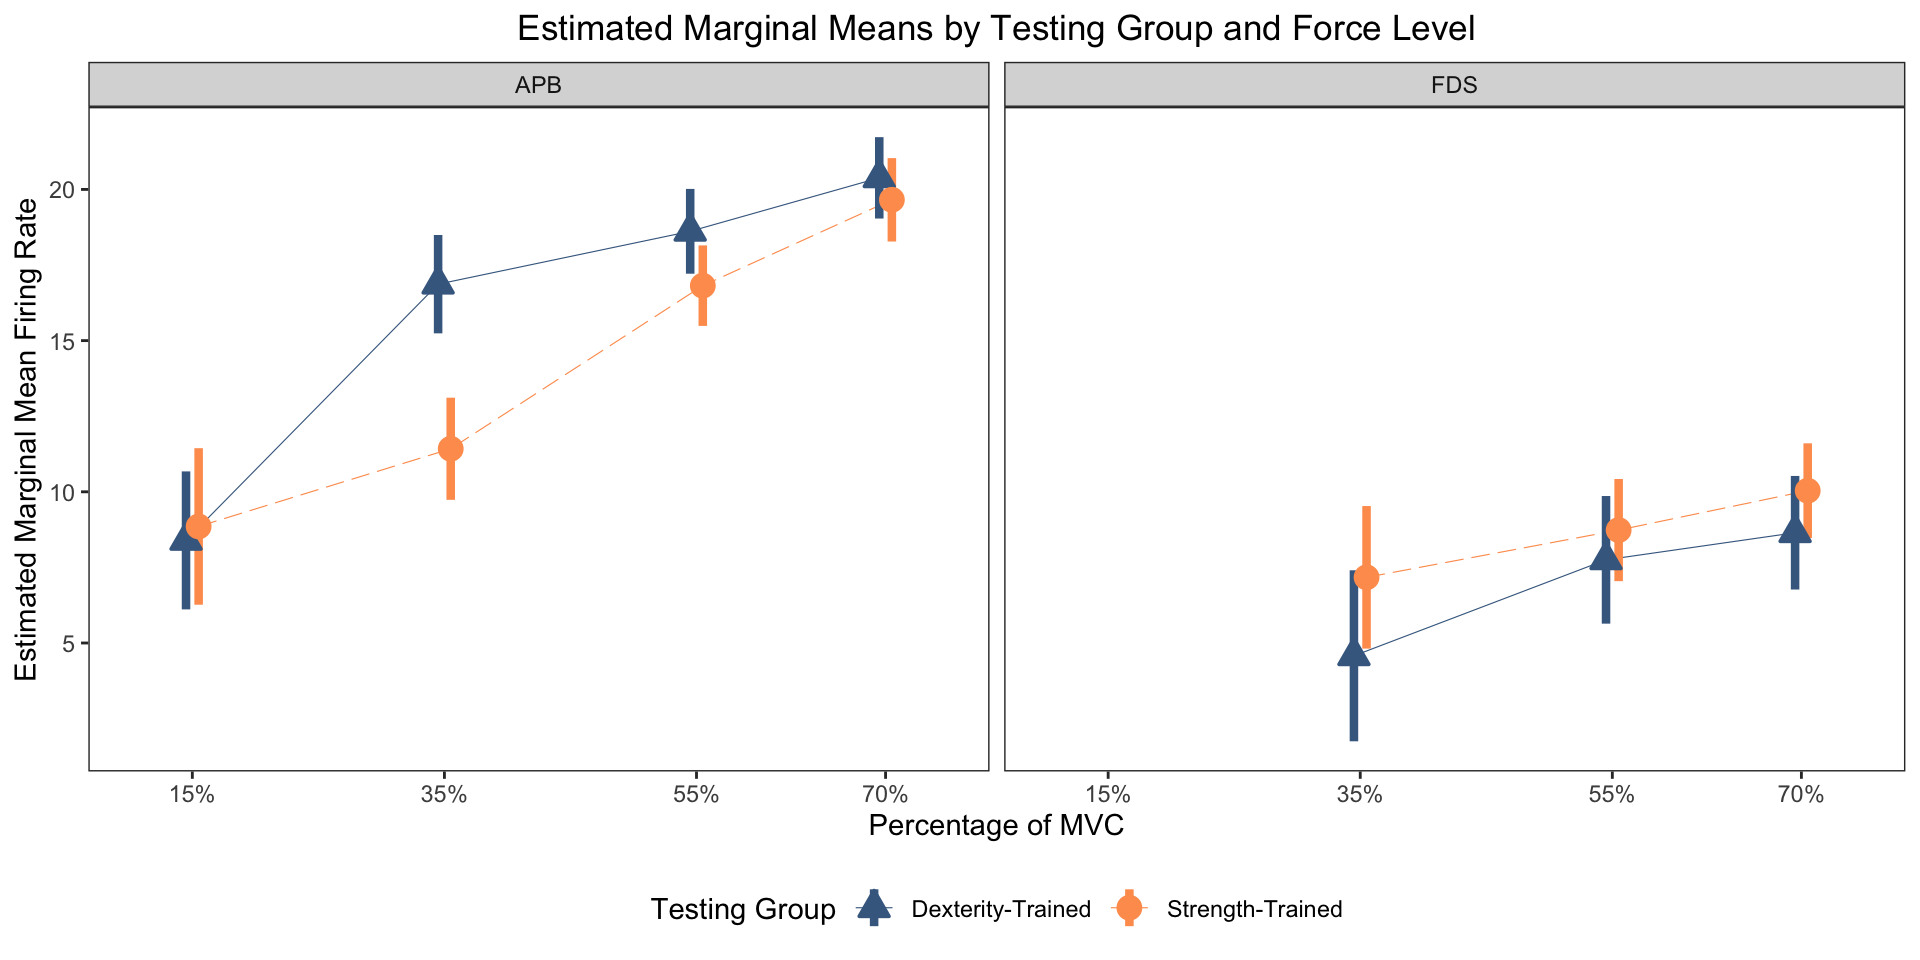 Estimated Marginal Means by Testing Group and Force Level
APB
FDS
Estimated Marginal Mean Firing Rate
20
15
10
5
15%
35%
55%
70%
15%
35%
55%
70%
Percentage of MVC
Testing Group
Dexterity-Trained
Strength-Trained